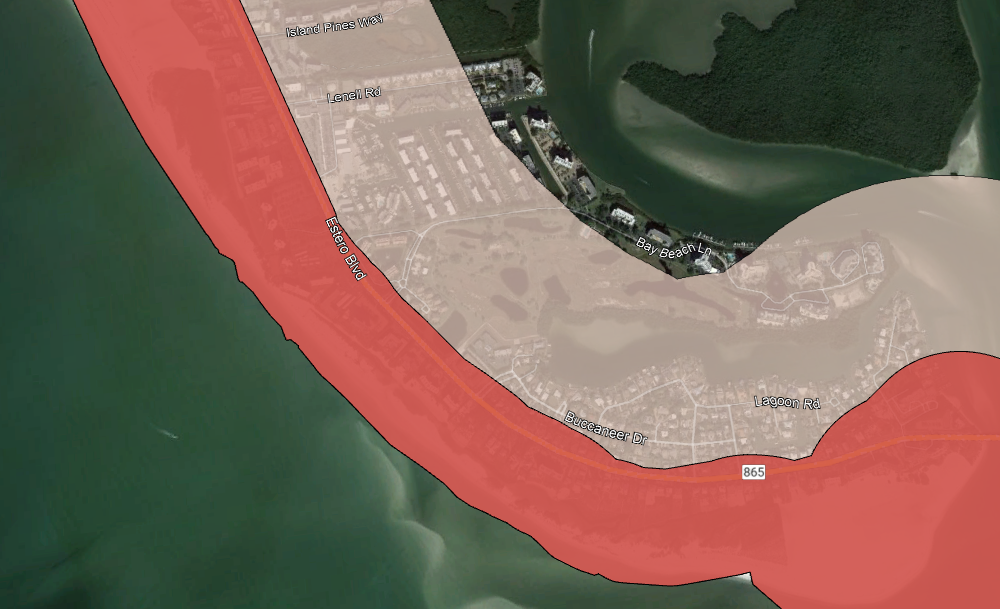 Island Pines Way
Lenell Rd
Estero Blvd
Bay Beach Ln
Lagoon Rd
Buccaneer Dr
865